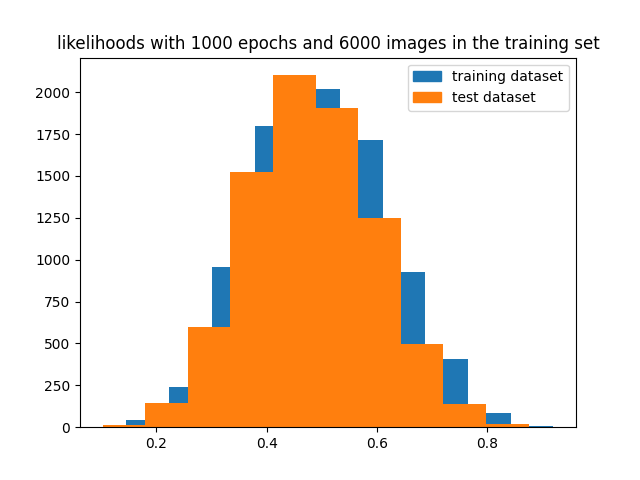 likelihoods with 1000 epochs and 6000 images in the training set
training dataset
test dataset
2000
1750
1500
1250
1000
750
500
250
0
0.2 0.4 0.6 0.8